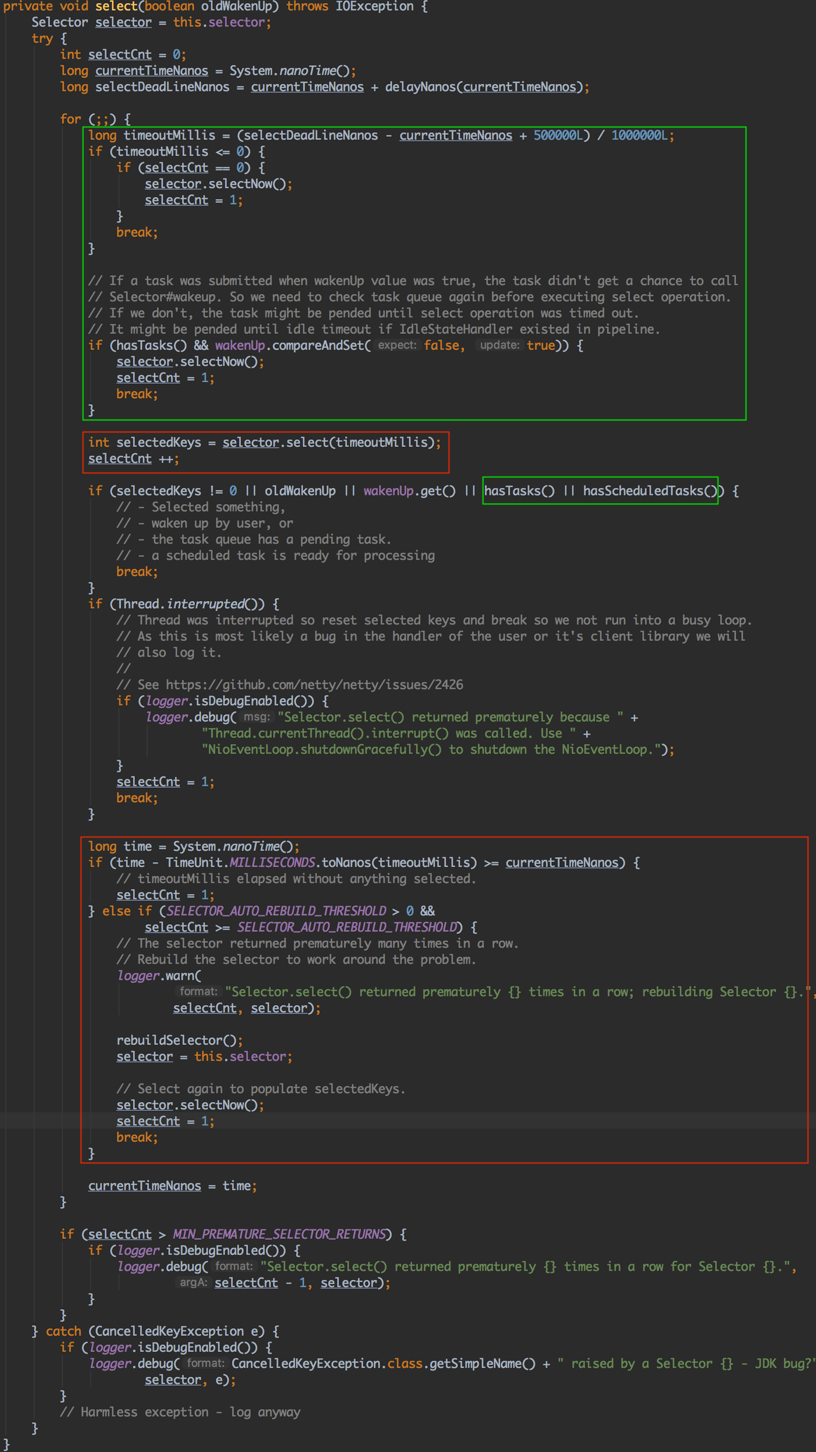 private void select(boolean oldWakenUp) throws IOException {
    Selector selector = this.selector;
    try {
        int selectCnt = 0;
        long currentTimeNanos = System.nanoTime();
        long selectDeadLineNanos = currentTimeNanos + delayNanos(currentTimeNanos);

        for (;;) {
            long timeoutMillis = (selectDeadLineNanos - currentTimeNanos + 500000L) / 1000000L;
            if (timeoutMillis <= 0) {
                if (selectCnt == 0) {
                    selector.selectNow();
                    selectCnt = 1;
                }
                break;
            }

            // If a task was submitted when wakenUp value was true, the task didn't get a chance to call
            // Selector#wakeup. So we need to check task queue again before executing select operation.
            // If we don't, the task might be pended until select operation was timed out.
            // It might be pended until idle timeout if IdleStateHandler existed in pipeline.
            if (hasTasks() && wakenUp.compareAndSet( expect: false, update: true)) {
                selector.selectNow();
                selectCnt = 1;
                break;
            }

            int selectedKeys = selector.select(timeoutMillis);
            selectCnt ++;

            if (selectedKeys != 0 || oldWakenUp || wakenUp.get() || hasTasks() || hasScheduledTasks()) {
                // - Selected something,
                // - waken up by user, or
                // - the task queue has a pending task.
                // - a scheduled task is ready for processing
                break;
            }
            if (Thread.interrupted()) {
                // Thread was interrupted so reset selected keys and break so we not run into a busy loop.
                // As this is most likely a bug in the handler of the user or it's client library we will
                // also log it.
                //
                // See https://github.com/netty/netty/issues/2426
                if (logger.isDebugEnabled()) {
                    logger.debug( msg: "Selector.select() returned prematurely because " +
                            "Thread.currentThread().interrupt() was called. Use " +
                            "NioEventLoop.shutdownGracefully() to shutdown the NioEventLoop.");
                }
                selectCnt = 1;
                break;
            }

            long time = System.nanoTime();
            if (time - TimeUnit.MILLISECONDS.toNanos(timeoutMillis) >= currentTimeNanos) {
                // timeoutMillis elapsed without anything selected.
                selectCnt = 1;
            } else if (SELECTOR_AUTO_REBUILD_THRESHOLD > 0 &&
                    selectCnt >= SELECTOR_AUTO_REBUILD_THRESHOLD) {
                // The selector returned prematurely many times in a row.
                // Rebuild the selector to work around the problem.
                logger.warn(
                        format: "Selector.select() returned prematurely {} times in a row; rebuilding Selector {}.",
                        selectCnt, selector);

                rebuildSelector();
                selector = this.selector;

                // Select again to populate selectedKeys.
                selector.selectNow();
                selectCnt = 1;
                break;
            }

            currentTimeNanos = time;
        }

        if (selectCnt > MIN_PREMATURE_SELECTOR_RETURNS) {
            if (logger.isDebugEnabled()) {
                logger.debug( format: "Selector.select() returned prematurely {} times in a row for Selector {}.",
                        argA: selectCnt - 1, selector);
            }
        }
    } catch (CancelledKeyException e) {
        if (logger.isDebugEnabled()) {
            logger.debug( format: CancelledKeyException.class.getSimpleName() + " raised by a Selector {} - JDK bug?"
                    selector, e);
        }
        // Harmless exception - log anyway
    }
}